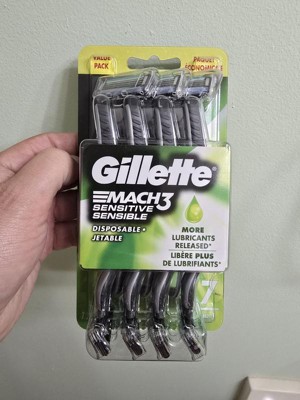 VALUE
PACK
PAQUET
ÉCONOMIQUE
Gillette
MACH3
SENSITIVE
SENSIBLE
DISPOSABLE •
JETABLE
MORE
LUBRICANTS
RELEASED*
LIBÈRE PLUS
DE LUBRIFIANTS*
7